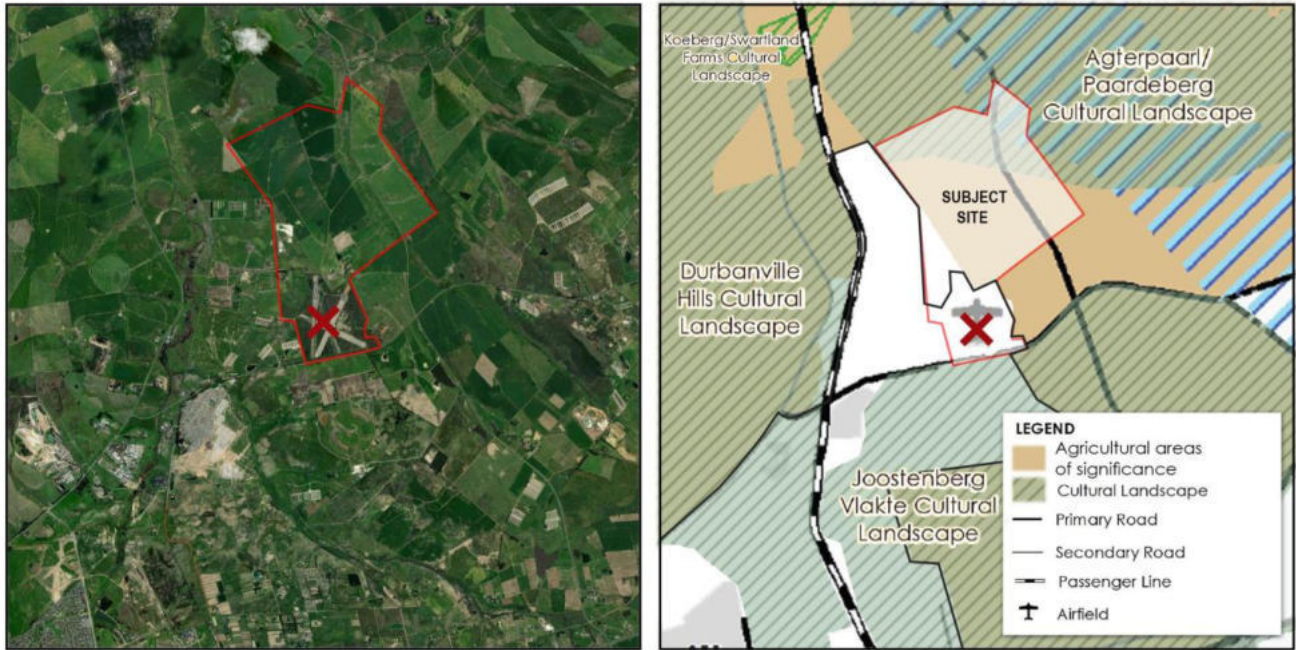 Koeberg/Swartland
Farms Cultural
Landscape
Agterpaarl/
Paardeberg
Cultural Landscape
SUBJECT
SITE
Durbanville
Hills Cultural
Landscape
Joostenberg
Vlakte Cultural
Landscape
LEGEND
Agricultural areas
of significance
Cultural Landscape
Primary Road
Secondary Road
Passenger Line
Airfield